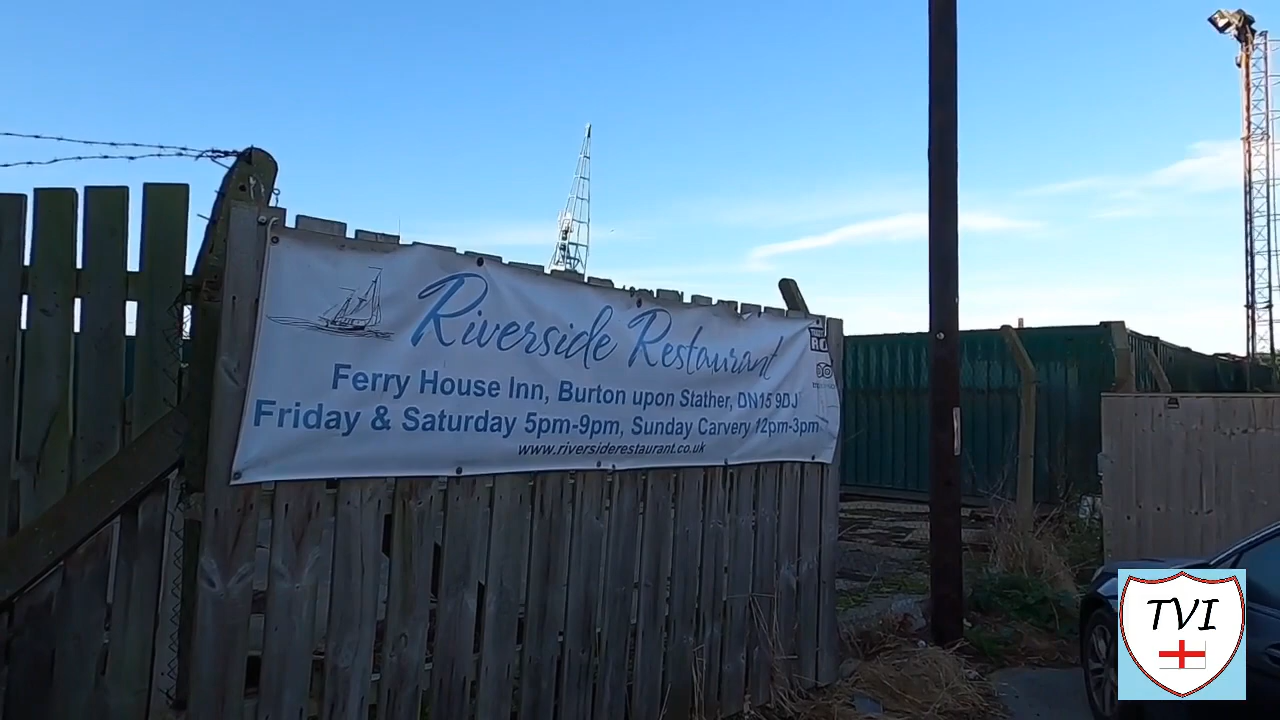 Riverside Restaurant
Ferry House Inn, Burton upon Stather, DN15 9DJ
Friday & Saturday 5pm-9pm, Sunday Carvery 12pm-3pm
www.riversiderestaurant.co.uk
TVI